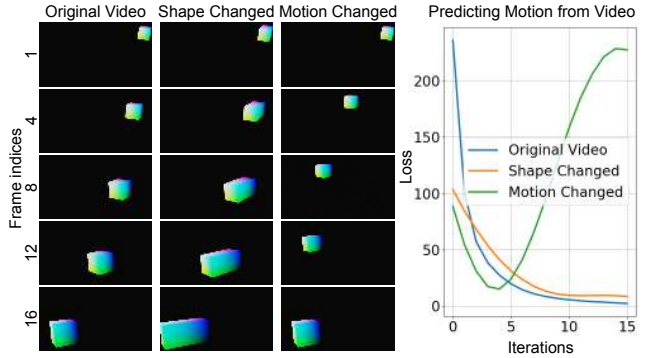 Original Video Shape Changed Motion Changed
Frame indices
1
4
8
12
16
Predicting Motion from Video
Loss
200
150
100
50
0
Original Video
Shape Changed
Motion Changed
0 5 10 15
Iterations